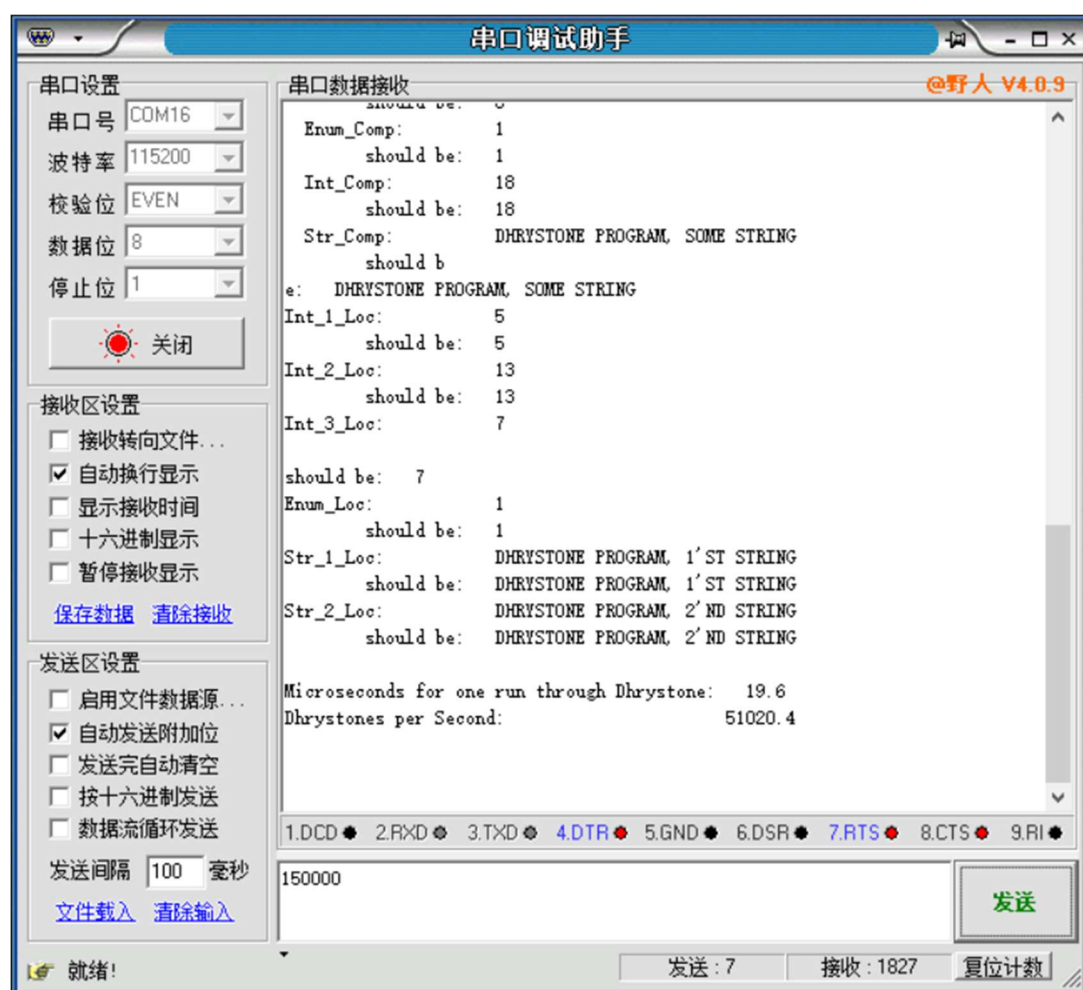 串口调试助手
串口设置
串口号 COM16
波特率 115200
校验位 EVEN
数据位 8
停止位 1
关闭
接收区设置
接收转向文件...
自动换行显示
显示接收时间
十六进制显示
暂停接收显示
保存数据 清除接收
发送区设置
启用文件数据源...
自动发送附加位
发送完自动清空
按十六进制发送
数据流循环发送
发送间隔 100 毫秒
文件载入 清除输入
串口数据接收 @野人 V4.0.9
should be:
Enum_Comp: 1
should be: 1
Int_Comp: 18
should be: 18
Str_Comp: DHRYSTONE PROGRAM, SOME STRING
should b
e: DHRYSTONE PROGRAM, SOME STRING
Int_1_Loc: 5
should be: 5
Int_2_Loc: 13
should be: 13
Int_3_Loc: 7
should be: 7
Enum_Loc: 1
should be: 1
Str_1_Loc: DHRYSTONE PROGRAM, 1'ST STRING
should be: DHRYSTONE PROGRAM, 1'ST STRING
Str_2_Loc: DHRYSTONE PROGRAM, 2'ND STRING
should be: DHRYSTONE PROGRAM, 2'ND STRING
Microseconds for one run through Dhrystone: 19.6
Dhrystones per Second: 51020.4
1.DCD 2.RXD 3.TXD 4.DTR 5.GND 6.DSR 7.RTS 8.CTS 9.RI
150000
发送
就绪! 发送:7 接收:1827 复位计数